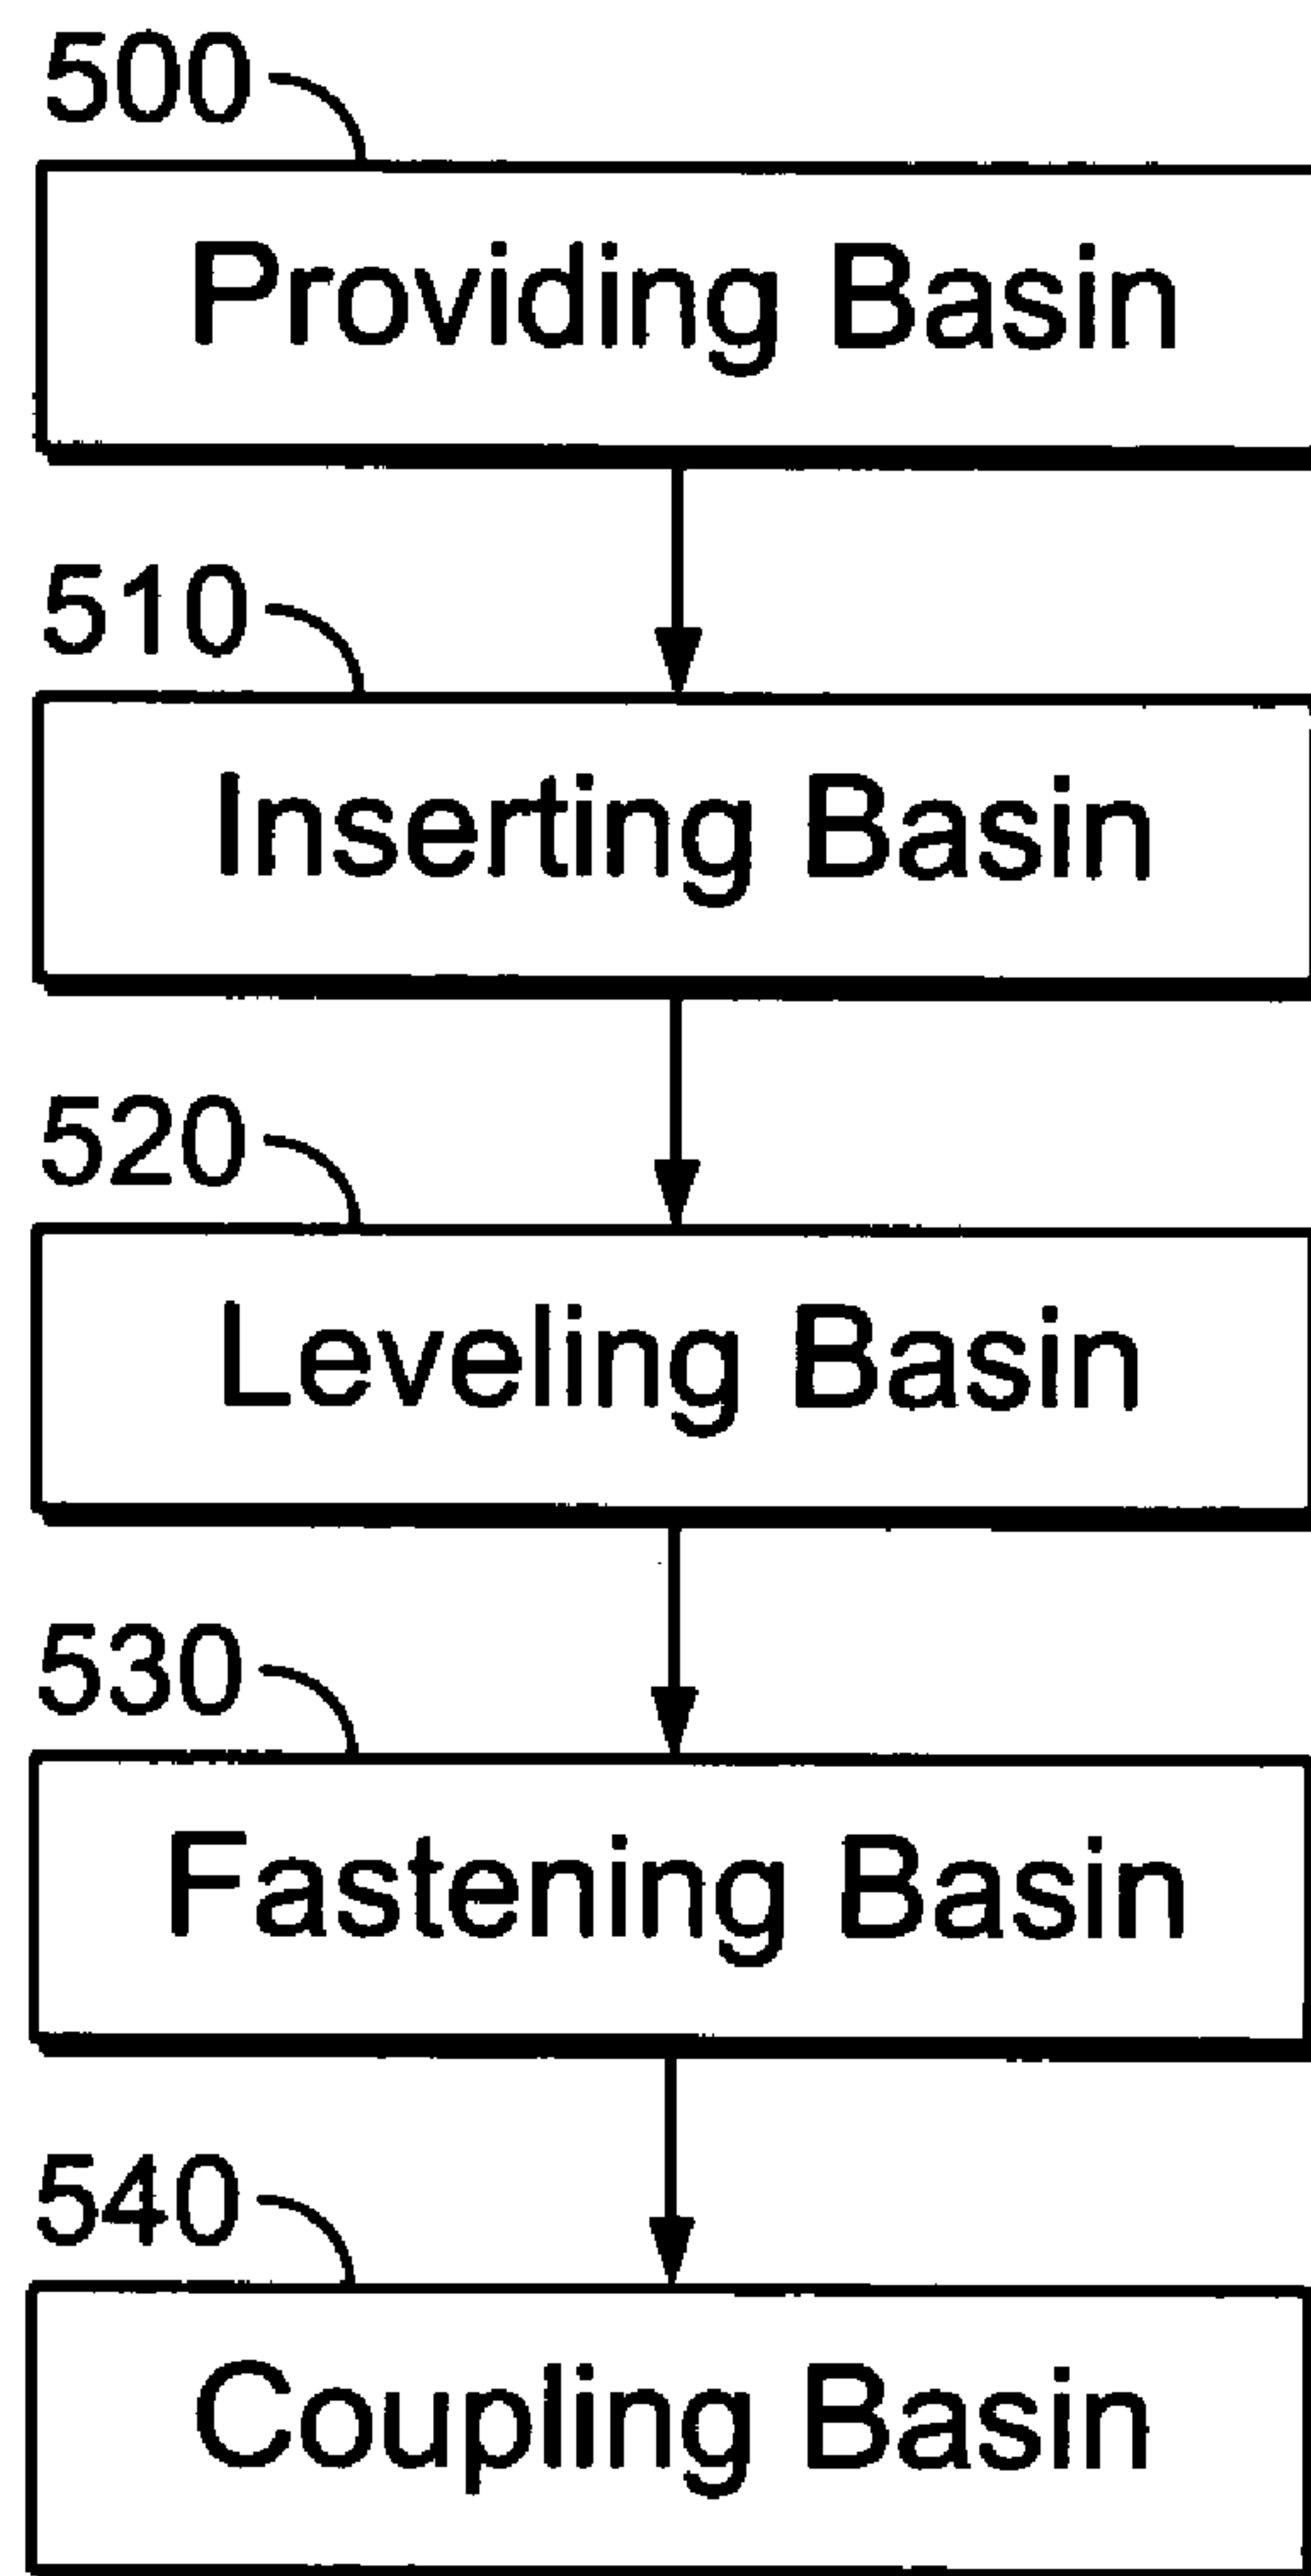 500
Providing Basin
510
Inserting Basin
520
Leveling Basin
530
Fastening Basin
540
Coupling Basin